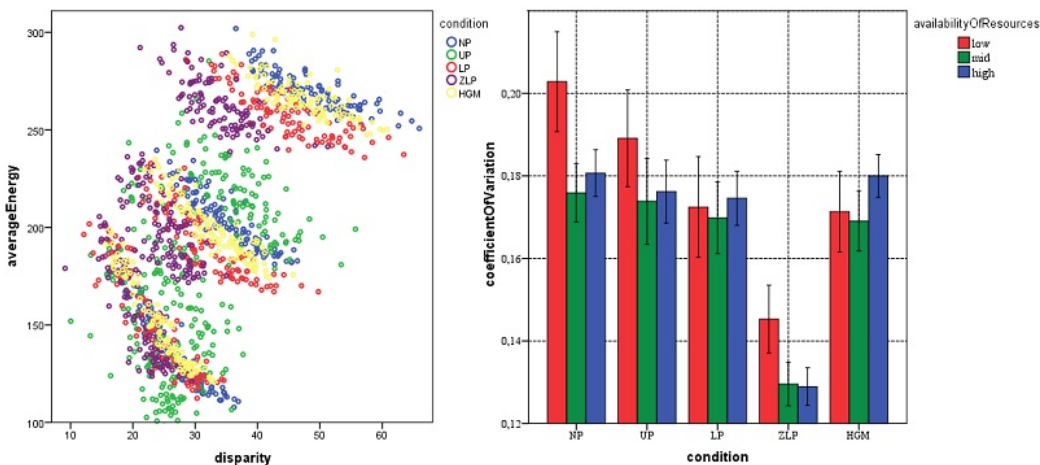 condition
NP
UP
LP
ZLP
HGM
300
250
200
150
100
averageEnergy
10 20 30 40 50 60
disparity
availabilityOfResources
low
mid
high
0,20
0,18
0,16
0,14
0,12
coefficientOfVariation
NP UP LP ZLP HGM
condition